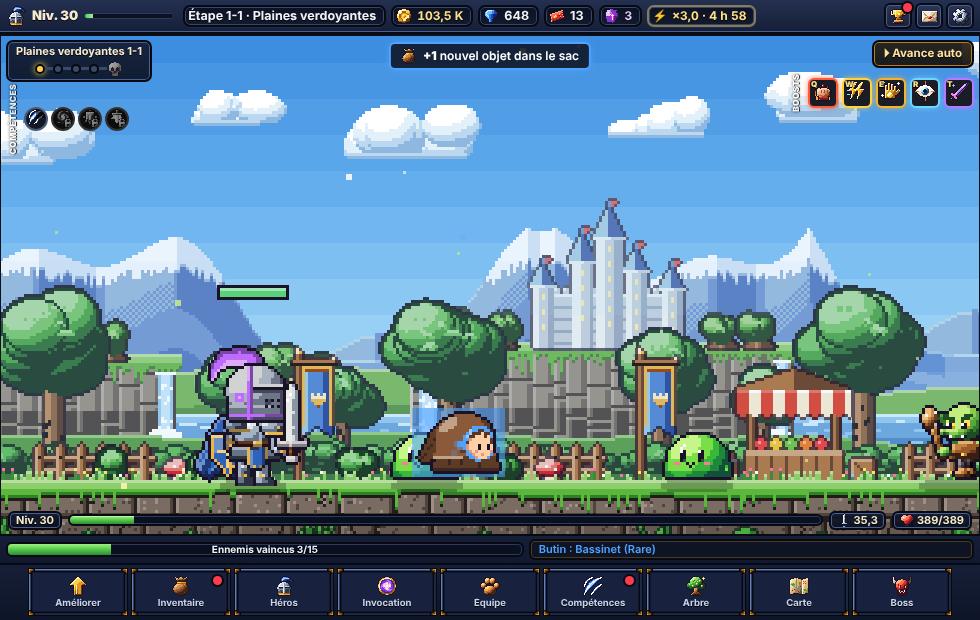 Niv. 30
Étape 1-1 · Plaines verdoyantes
103,5 K
648
13
3
×3,0 · 4 h 58
Plaines verdoyantes 1-1
+1 nouvel objet dans le sac
Avance auto
COMPÉTENCES
BOOSTS
Q
W
E
R
T
Niv. 30
35,3
389/389
Ennemis vaincus 3/15
Butin : Bassinet (Rare)
Améliorer
Inventaire
Héros
Invocation
Equipe
Compétences
Arbre
Carte
Boss